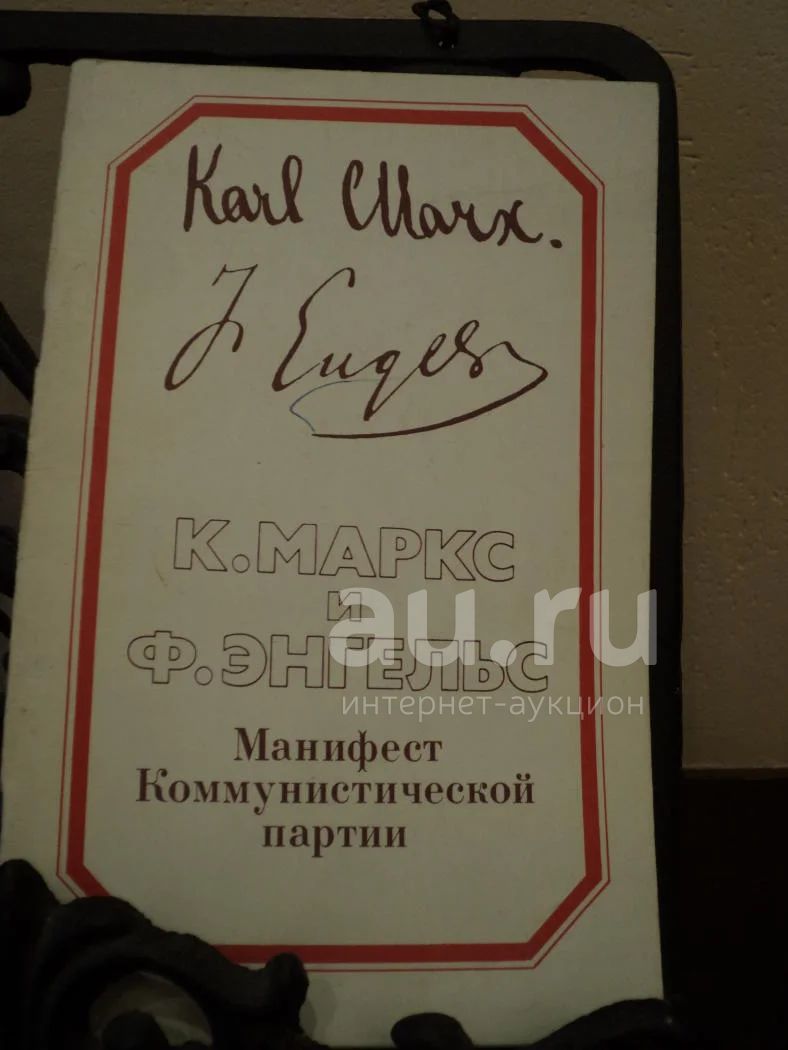 Karl Marx.
F Engels
К.МАРКС
и
Ф.ЭНГЕЛЬС
au.ru
интернет-аукцион
Манифест
Коммунистической
партии